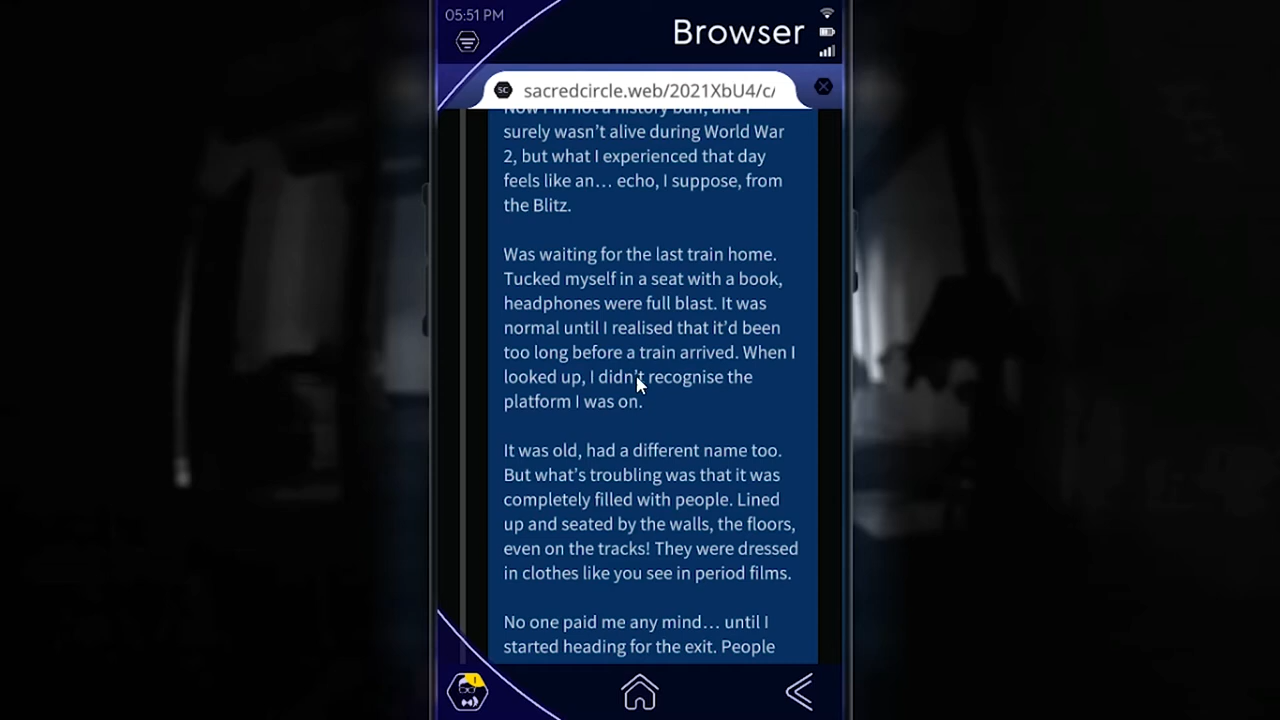 05:51 PM
Browser
SC
sacredcircle.web/2021XbU4/c/
Now I'm not a history buff, and I
surely wasn't alive during World War
2, but what I experienced that day
feels like an... echo, I suppose, from
the Blitz.
Was waiting for the last train home.
Tucked myself in a seat with a book,
headphones were full blast. It was
normal until I realised that it'd been
too long before a train arrived. When I
looked up, I didn't recognise the
platform I was on.
It was old, had a different name too.
But what's troubling was that it was
completely filled with people. Lined
up and seated by the walls, the floors,
even on the tracks! They were dressed
in clothes like you see in period films.
No one paid me any mind... until I
started heading for the exit. People